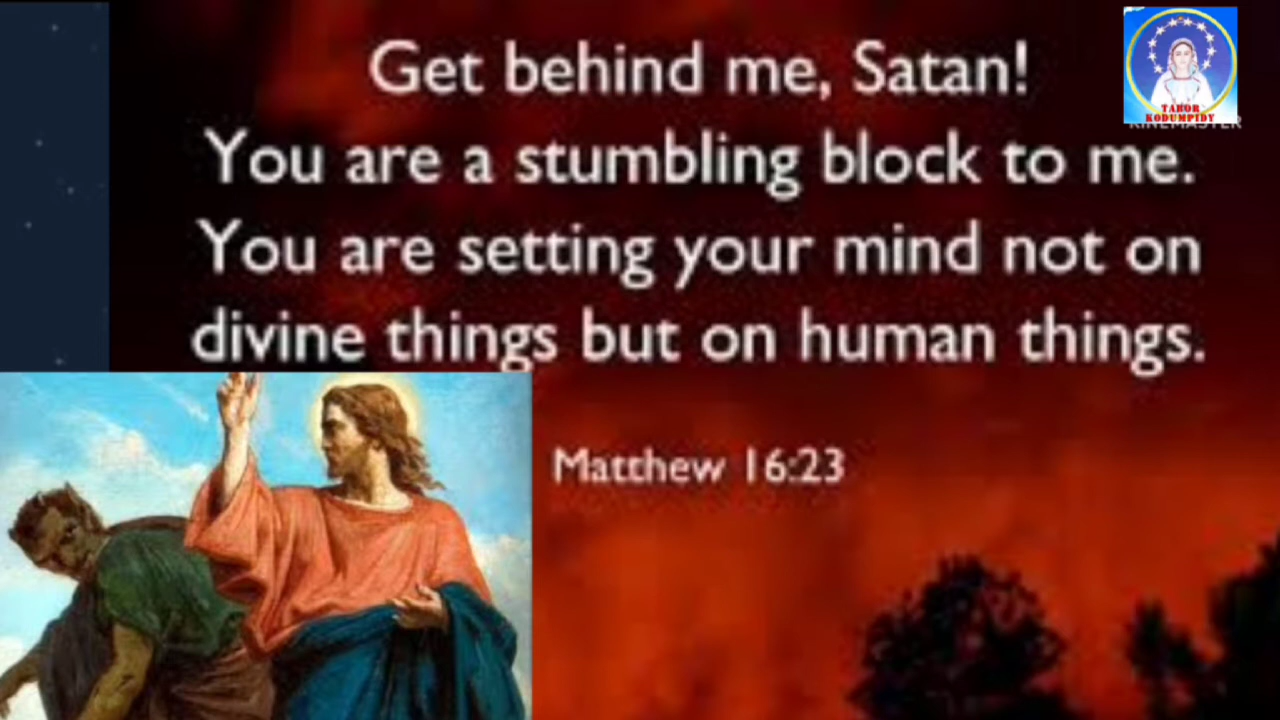 Get behind me, Satan!
You are a stumbling block to me.
You are setting your mind not on
divine things but on human things.
Matthew 16:23
TABOR
KODUMPIDY
KINEMASTER